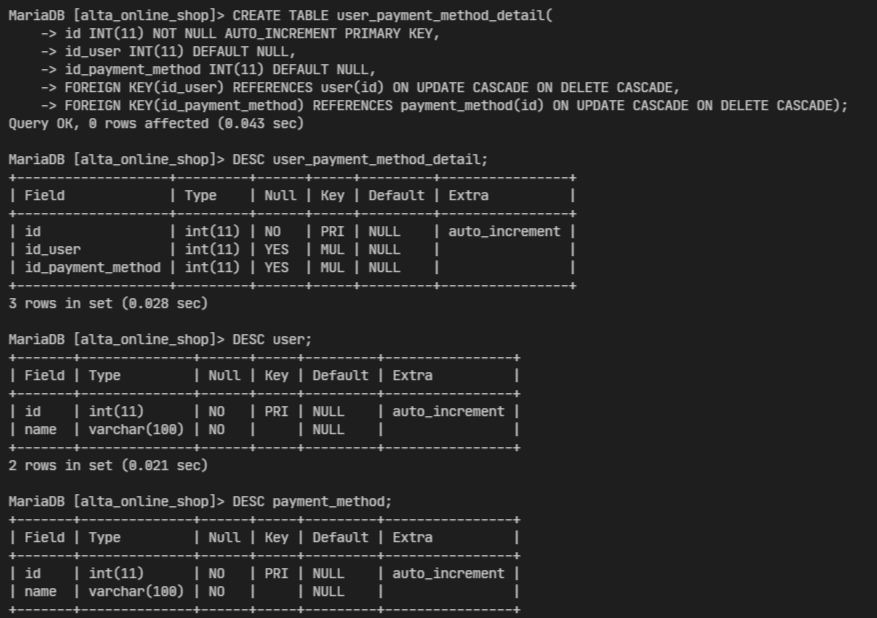 MariaDB [alta_online_shop]> CREATE TABLE user_payment_method_detail(
    -> id INT(11) NOT NULL AUTO_INCREMENT PRIMARY KEY,
    -> id_user INT(11) DEFAULT NULL,
    -> id_payment_method INT(11) DEFAULT NULL,
    -> FOREIGN KEY(id_user) REFERENCES user(id) ON UPDATE CASCADE ON DELETE CASCADE,
    -> FOREIGN KEY(id_payment_method) REFERENCES payment_method(id) ON UPDATE CASCADE ON DELETE CASCADE);
Query OK, 0 rows affected (0.043 sec)

MariaDB [alta_online_shop]> DESC user_payment_method_detail;
+-------------------+---------+------+-----+---------+----------------+
| Field             | Type    | Null | Key | Default | Extra          |
+-------------------+---------+------+-----+---------+----------------+
| id                | int(11) | NO   | PRI | NULL    | auto_increment |
| id_user           | int(11) | YES  | MUL | NULL    |                |
| id_payment_method | int(11) | YES  | MUL | NULL    |                |
+-------------------+---------+------+-----+---------+----------------+
3 rows in set (0.028 sec)

MariaDB [alta_online_shop]> DESC user;
+-------+--------------+------+-----+---------+----------------+
| Field | Type         | Null | Key | Default | Extra          |
+-------+--------------+------+-----+---------+----------------+
| id    | int(11)      | NO   | PRI | NULL    | auto_increment |
| name  | varchar(100) | NO   |     | NULL    |                |
+-------+--------------+------+-----+---------+----------------+
2 rows in set (0.021 sec)

MariaDB [alta_online_shop]> DESC payment_method;
+-------+--------------+------+-----+---------+----------------+
| Field | Type         | Null | Key | Default | Extra          |
+-------+--------------+------+-----+---------+----------------+
| id    | int(11)      | NO   | PRI | NULL    | auto_increment |
| name  | varchar(100) | NO   |     | NULL    |                |
+-------+--------------+------+-----+---------+----------------+